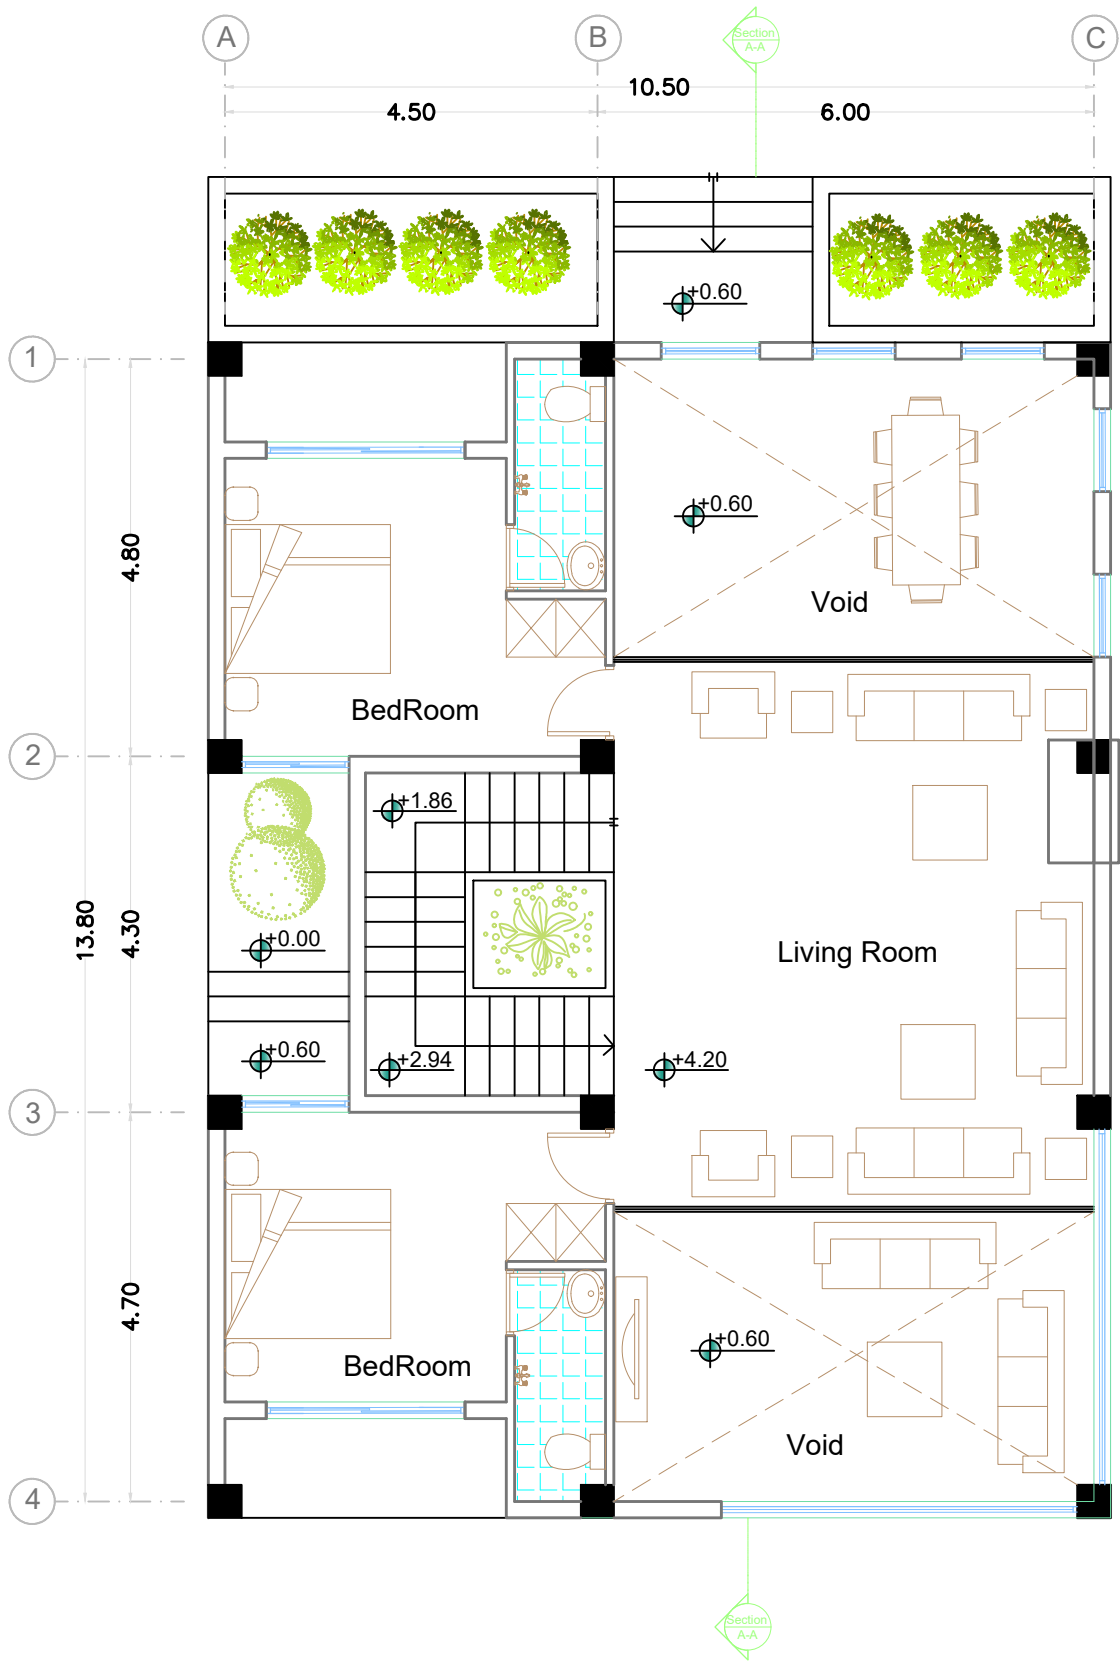 A
B
Section
A-A
C
10.50
4.50
6.00
+0.60
1
+0.60
4.80
Void
BedRoom
2
+1.86
13.80
4.30
+0.00
Living Room
+0.60
+2.94
+4.20
3
4.70
+0.60
BedRoom
Void
4
Section
A-A